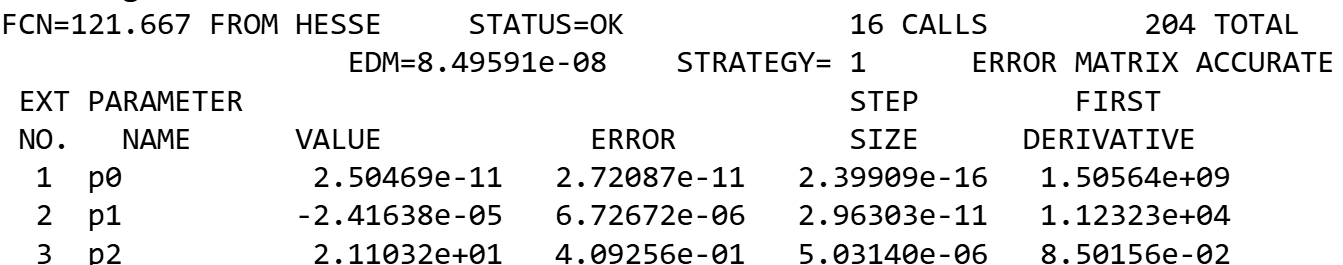 FCN=121.667 FROM HESSE STATUS=OK 16 CALLS 204 TOTAL
EDM=8.49591e-08 STRATEGY= 1 ERROR MATRIX ACCURATE
EXT PARAMETER STEP FIRST
NO. NAME VALUE ERROR SIZE DERIVATIVE
1 p0 2.50469e-11 2.72087e-11 2.39909e-16 1.50564e+09
2 p1 -2.41638e-05 6.72672e-06 2.96303e-11 1.12323e+04
3 p2 2.11032e+01 4.09256e-01 5.03140e-06 8.50156e-02